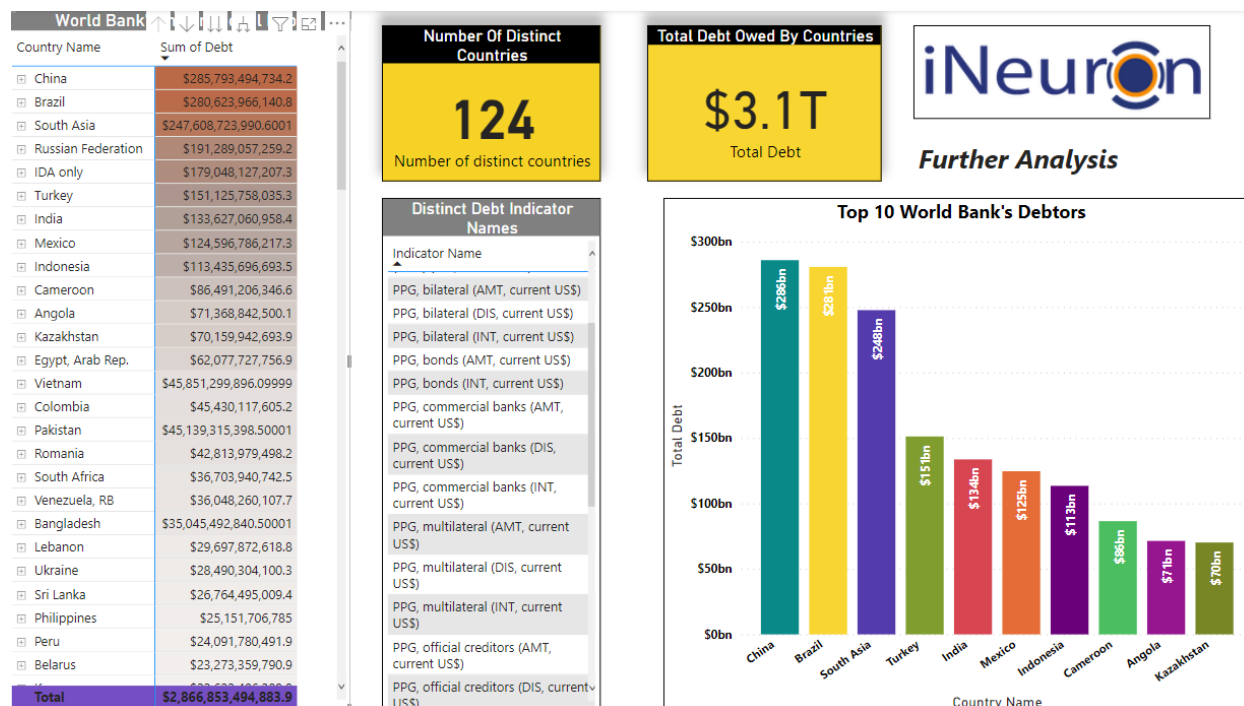 World Bank
Country Name Sum of Debt
China $285,793,494,734.2
Brazil $280,623,966,140.8
South Asia $247,608,723,990.6001
Russian Federation $191,289,057,259.2
IDA only $179,048,127,207.3
Turkey $151,125,758,035.3
India $133,627,060,958.4
Mexico $124,596,786,217.3
Indonesia $113,435,696,693.5
Cameroon $86,491,206,346.6
Angola $71,368,842,500.1
Kazakhstan $70,159,942,693.9
Egypt, Arab Rep. $62,077,727,756.9
Vietnam $45,851,299,896.09999
Colombia $45,430,117,605.2
Pakistan $45,139,315,398.50001
Romania $42,813,979,498.2
South Africa $36,703,940,742.5
Venezuela, RB $36,048,260,107.7
Bangladesh $35,045,492,840.50001
Lebanon $29,697,872,618.8
Ukraine $28,490,304,100.3
Sri Lanka $26,764,495,009.4
Philippines $25,151,706,785
Peru $24,091,780,491.9
Belarus $23,273,359,790.9
Total $2,866,853,494,883.9
Number Of Distinct
Countries
124
Number of distinct countries
Total Debt Owed By Countries
$3.1T
Total Debt
iNeuron
Further Analysis
Distinct Debt Indicator
Names
Indicator Name
PPG, bilateral (AMT, current US$)
PPG, bilateral (DIS, current US$)
PPG, bilateral (INT, current US$)
PPG, bonds (AMT, current US$)
PPG, bonds (INT, current US$)
PPG, commercial banks (AMT,
current US$)
PPG, commercial banks (DIS,
current US$)
PPG, commercial banks (INT,
current US$)
PPG, multilateral (AMT, current
US$)
PPG, multilateral (DIS, current
US$)
PPG, multilateral (INT, current
US$)
PPG, official creditors (AMT,
current US$)
PPG, official creditors (DIS, current
US$)
Top 10 World Bank's Debtors
Total Debt
$300bn
$250bn
$200bn
$150bn
$100bn
$50bn
$0bn
$286bn
$281bn
$248bn
$151bn
$134bn
$125bn
$113bn
$86bn
$71bn
$70bn
China
Brazil
South Asia
Turkey
India
Mexico
Indonesia
Cameroon
Angola
Kazakhstan
Country Name